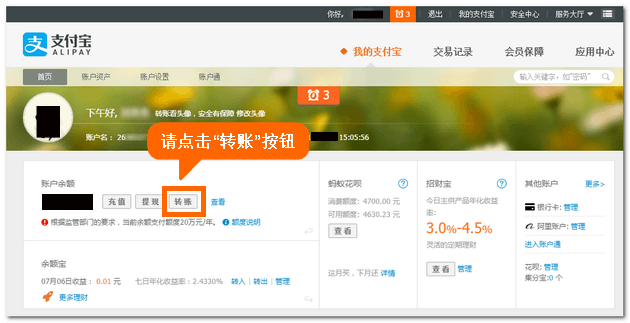 你好,
3
退出
我的支付宝
安全中心
服务大厅
支付宝
ALIPAY
我的支付宝
交易记录
会员保障
应用中心
首页
账户资产
账户设置
账户通
输入关键字,如"密码"
3
下午好,
转账看头像,安全有保障 修改头像
账户名: 26
15:05:56
请点击“转账”按钮
账户余额
充值
提现
转账
查看
根据监管部门的要求,当前余额支付额度20万元/年。
额度说明
余额宝
07月06日收益: 0.01 元
七日年化收益率: 2.4330%
转入 | 转出 | 管理
更多理财
蚂蚁花呗
消费额度: 4700.00 元
可用额度: 4630.23 元
查看
这月买,下月还 详情
招财宝
今日主供产品年化收益
率:
3.0%-4.5%
灵活的定期理财
查看 管理
其他账户
更多>
银行卡: 管理
阿里账户: 管理
进入账户通
花呗: 管理
集分宝:0 个